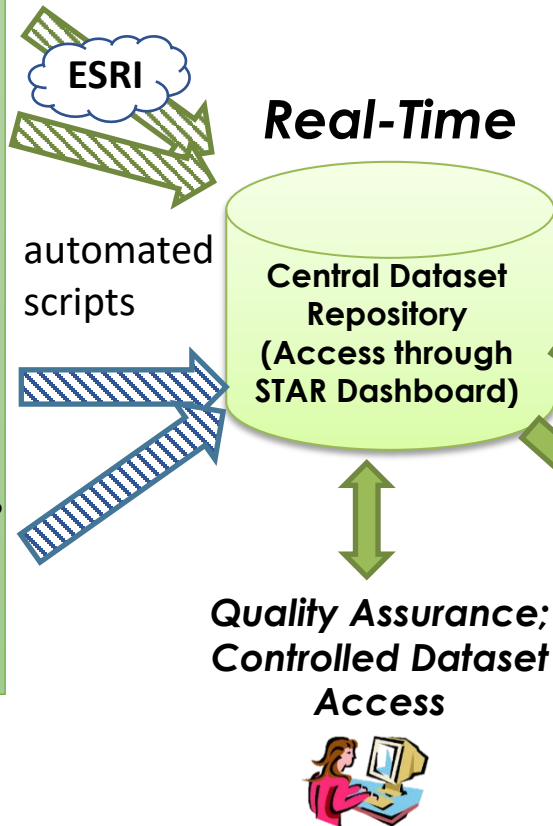 ESRI
Real-Time
automated
scripts
Central Dataset
Repository
(Access through
STAR Dashboard)
Quality Assurance;
Controlled Dataset
Access